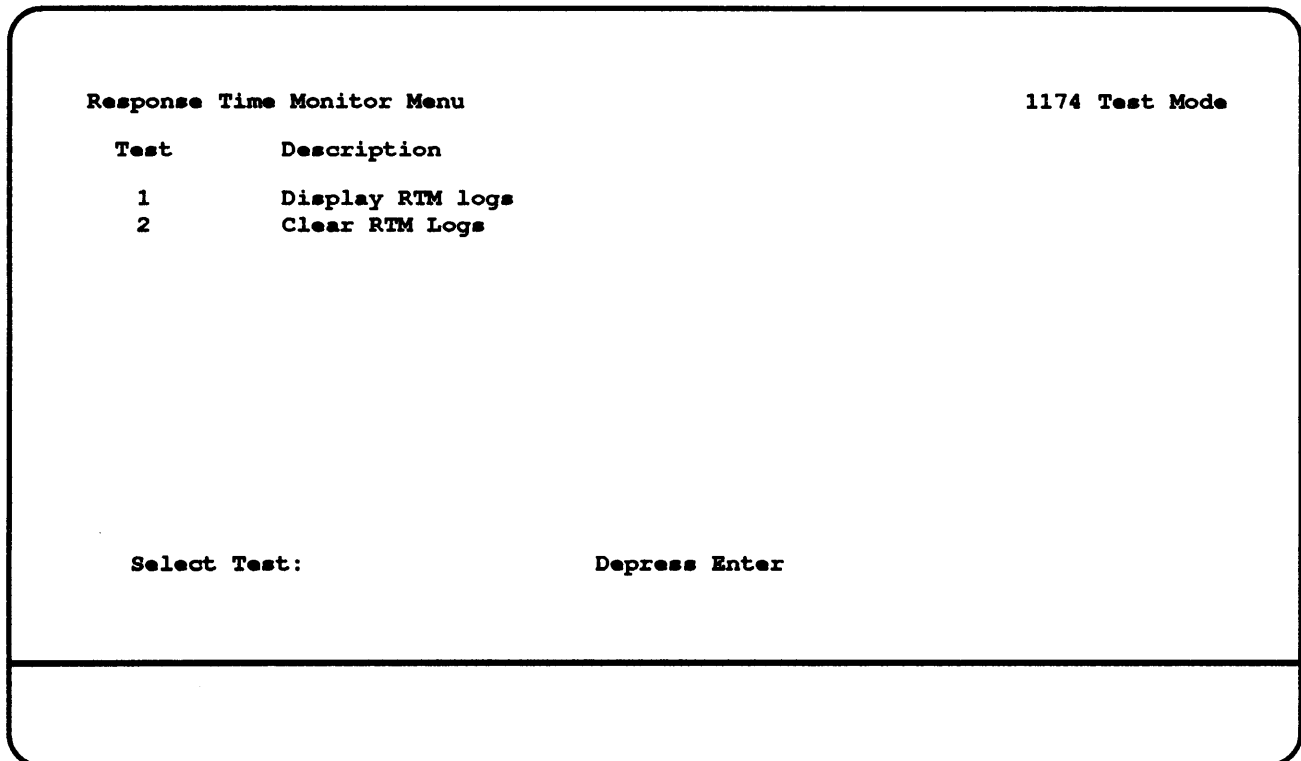 Response Time Monitor Menu 1174 Test Mode
Test Description
1 Display RTM logs
2 Clear RTM Logs
Select Test: Depress Enter